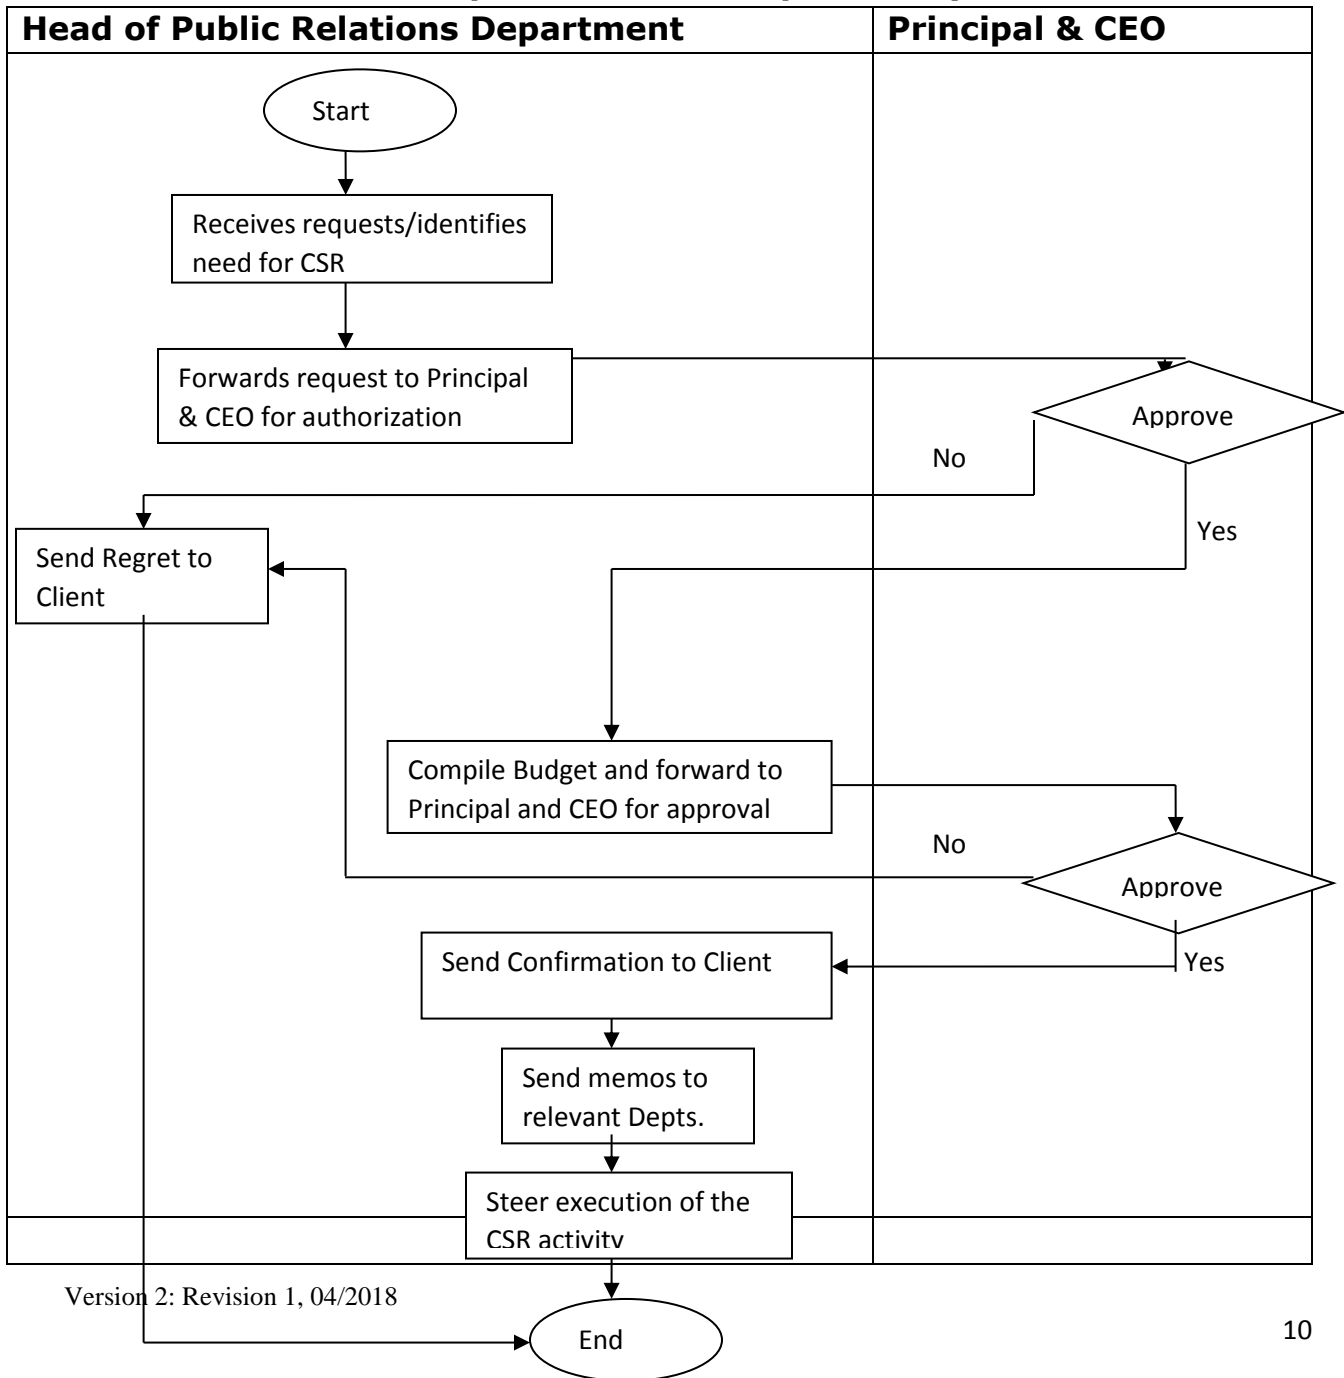 Head of Public Relations Department
Principal & CEO
Start
Receives requests/identifies
need for CSR
Forwards request to Principal
& CEO for authorization
Approve
No
Yes
Send Regret to
Client
Compile Budget and forward to
Principal and CEO for approval
No
Approve
Send Confirmation to Client
Yes
Send memos to
relevant Depts.
Steer execution of the
CSR activity
Version 2: Revision 1, 04/2018
End
10